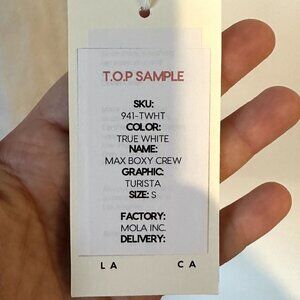 T.O.P SAMPLE
SKU:
941-TWHT
COLOR:
TRUE WHITE
NAME:
MAX BOXY CREW
GRAPHIC:
TURISTA
SIZE: S
FACTORY:
MOLA INC.
DELIVERY:
LA CA